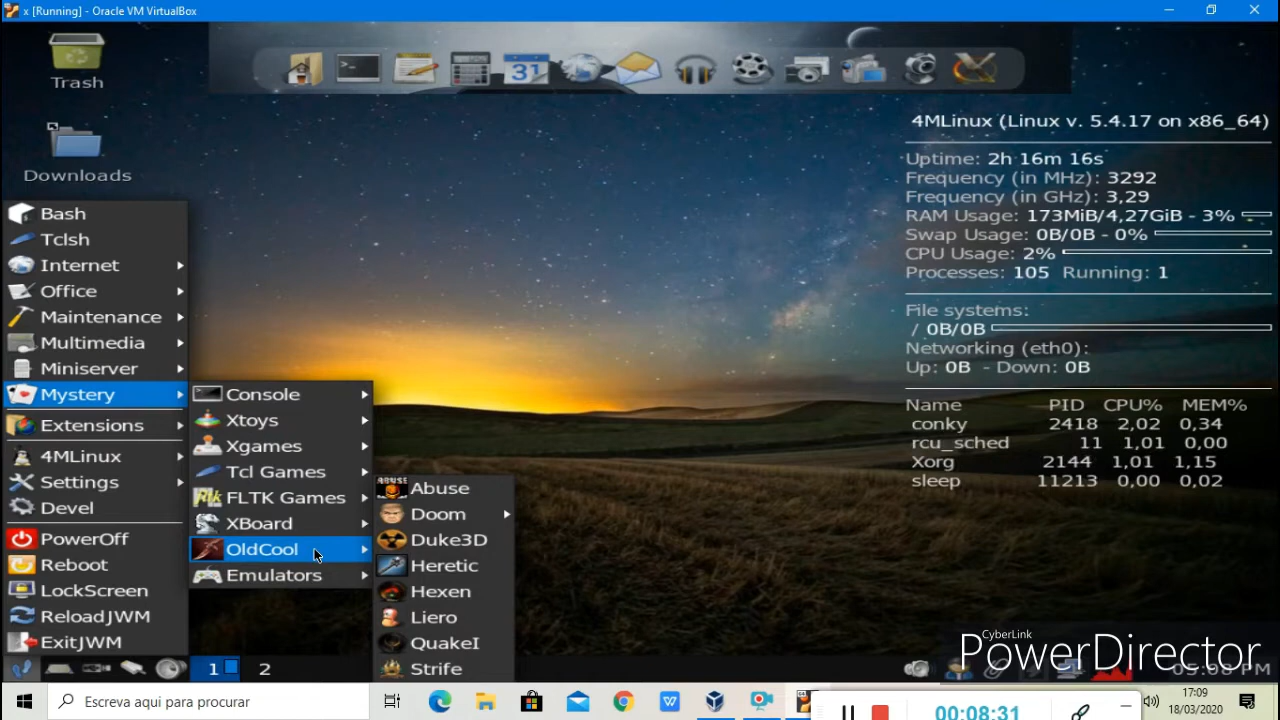 x [Running] - Oracle VM VirtualBox
Trash
31
Downloads
4MLinux (Linux v. 5.4.17 on x86_64)
Uptime: 2h 16m 16s
Frequency (in MHz): 3292
Frequency (in GHz): 3,29
RAM Usage: 173MiB/4,27GiB - 3%
Swap Usage: 0B/0B - 0%
CPU Usage: 2%
Processes: 105 Running: 1
File systems:
/ 0B/0B
Networking (eth0):
Up: 0B - Down: 0B
Name PID CPU% MEM%
conky 2418 2,02 0,34
rcu_sched 11 1,01 0,00
Xorg 2144 1,01 1,15
sleep 11213 0,00 0,02
Bash
Tclsh
Internet
Office
Maintenance
Multimedia
Miniserver
Mystery
Extensions
4MLinux
Settings
Devel
PowerOff
Reboot
LockScreen
ReloadJWM
ExitJWM
Console
Xtoys
Xgames
Tcl Games
FLTK Games
XBoard
OldCool
Emulators
ABUSE
Abuse
Doom
Duke3D
Heretic
Hexen
Liero
QuakeI
Strife
1 2
CyberLink
PowerDirector
05:08 PM
Escreva aqui para procurar
00:08:31
17:09
18/03/2020